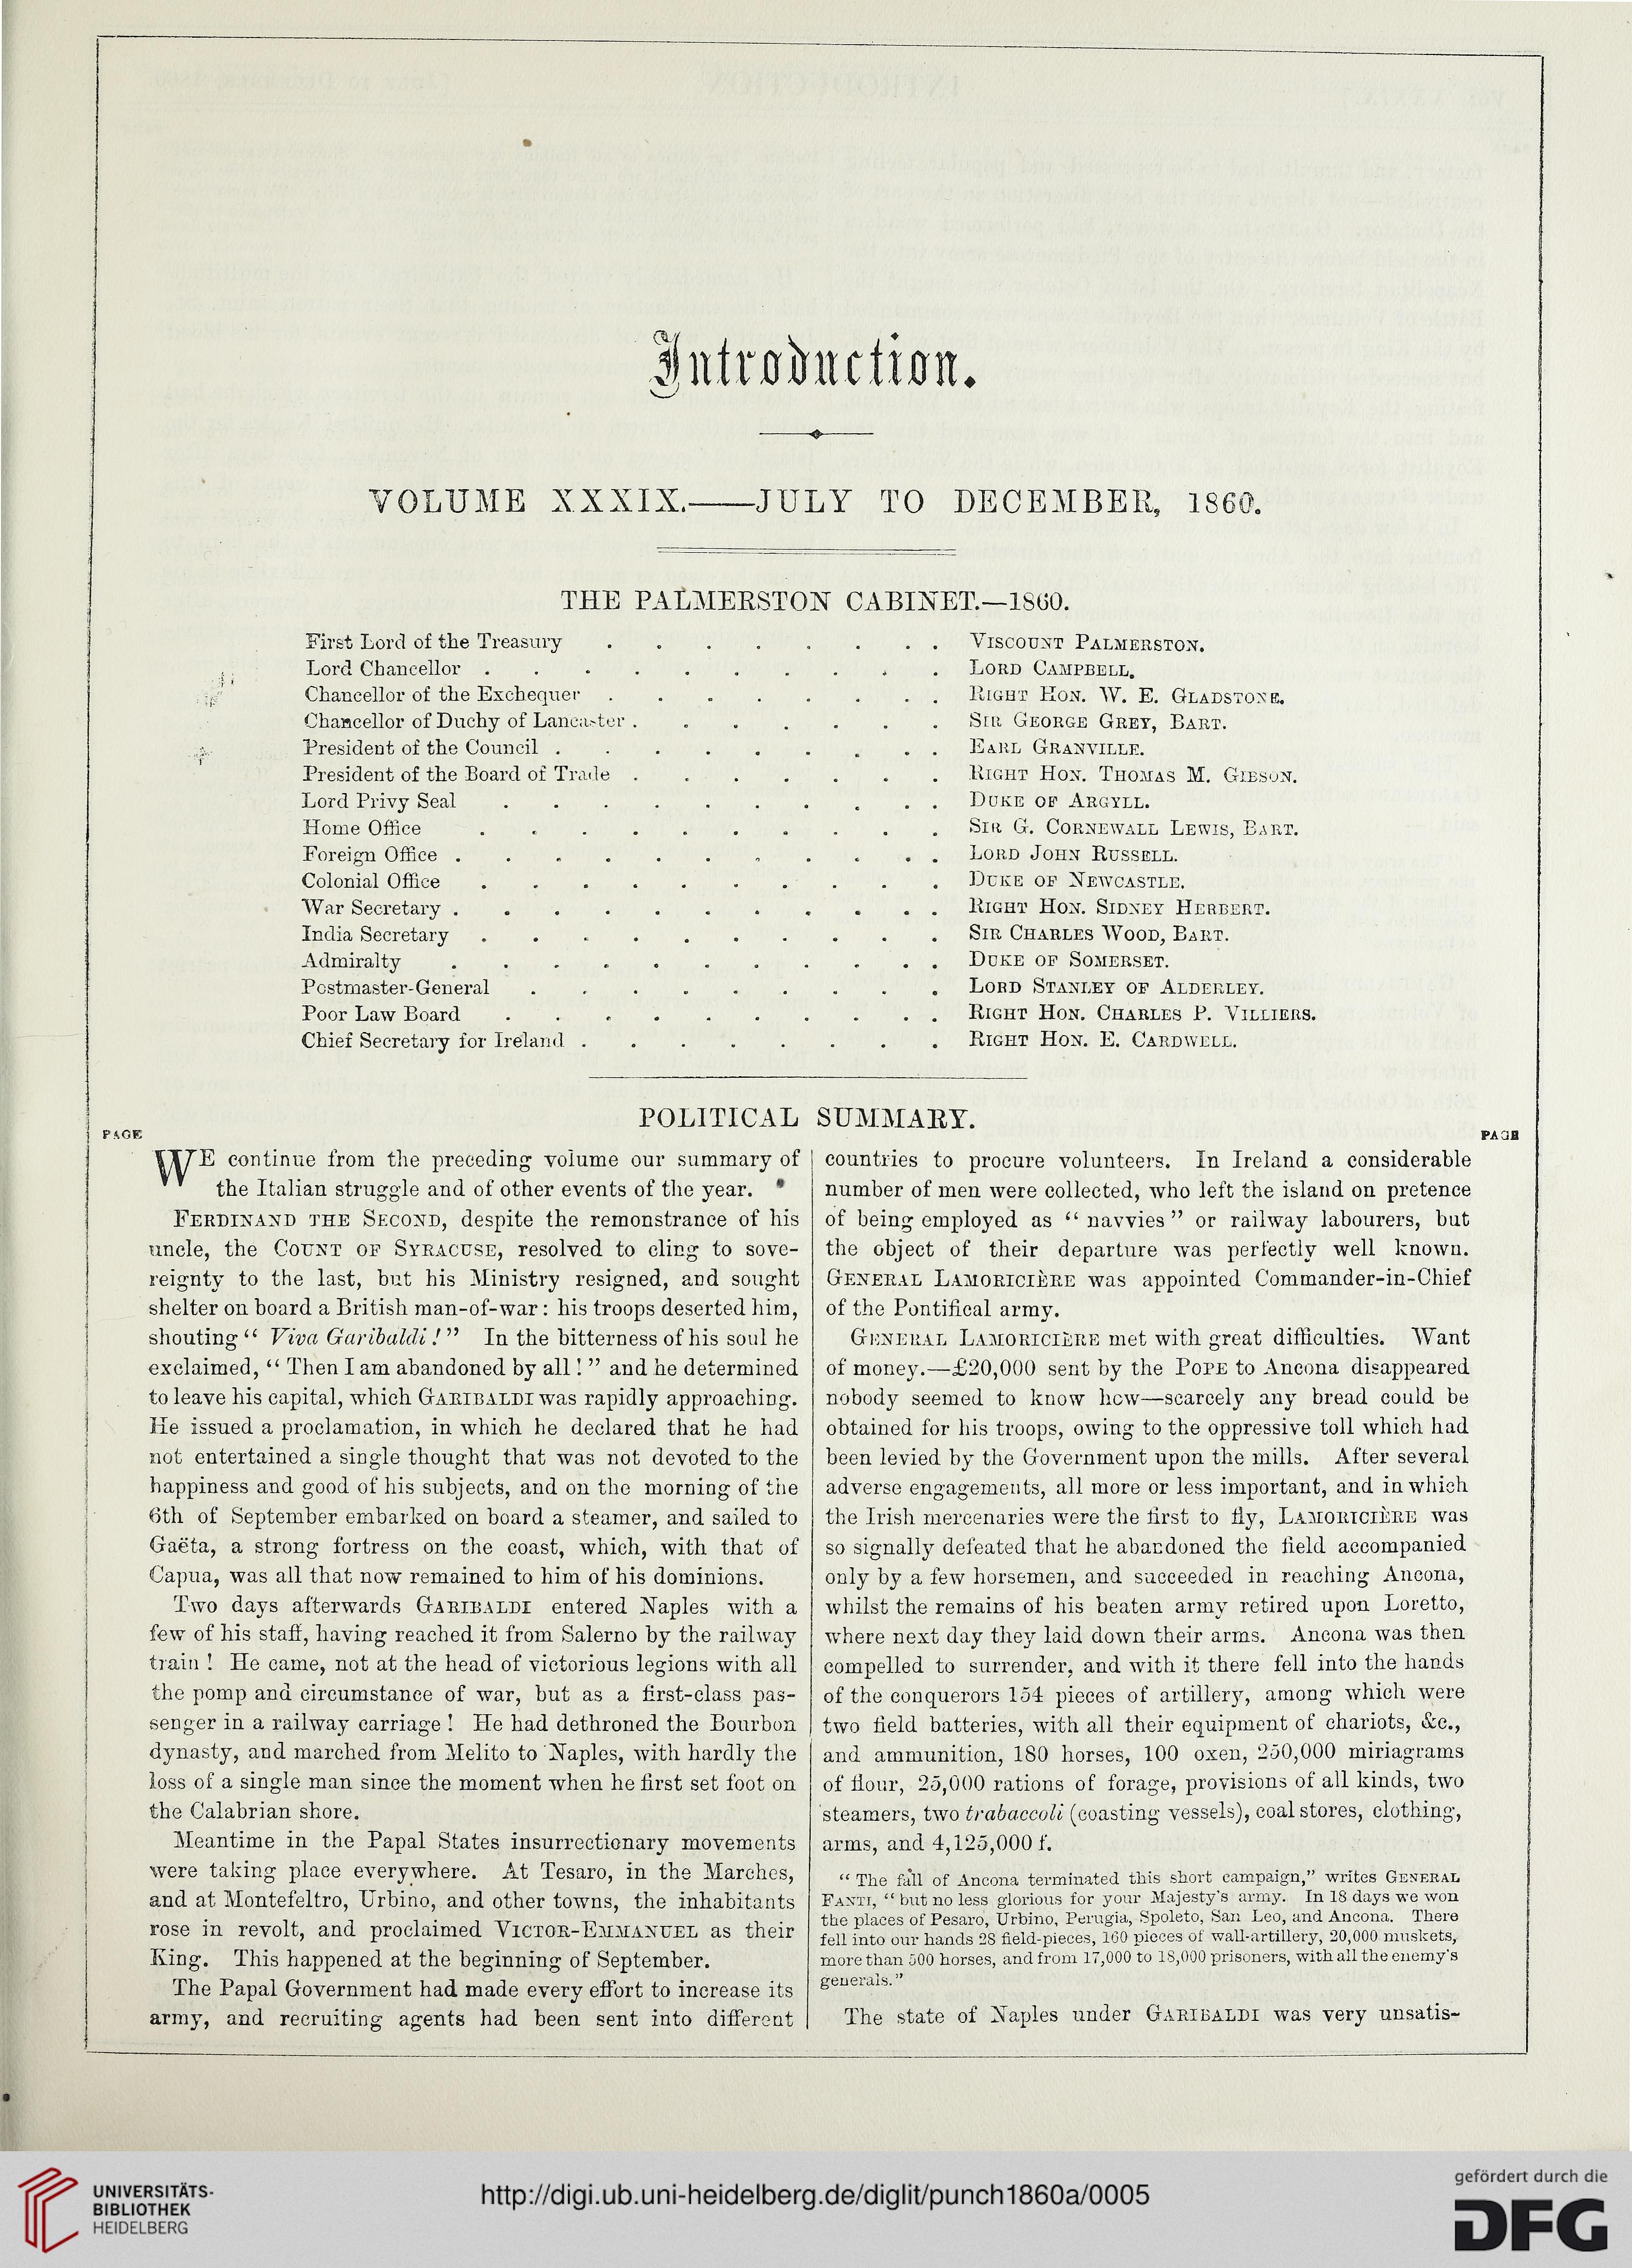 Introduction.
VOLUME XXXIX.——JULY TO DECEMBER, 1860.
THE PALMERSTON CABINET.—1860.
First Lord of the Treasury . . . . . . . . VISCOUNT PALMERSTON.
Lord Chancellor . . . . . . . . . . LORD CAMPBELL.
Chancellor of the Exchequer . . . . . . . . RIGHT HON. W. E. GLADSTONE.
Chancellor of Duchy of Lancaster . . . . . . . SIR GEORGE GREY, BART.
President of the Council . . . . . . . . . EARL GRANVILLE.
President of the Board of Trade . . . . . . . RIGHT HON. THOMAS M. GIBSON.
Lord Privy Seal . . . . . . . . . . DUKE OF ARGYLL.
Home Office . . . . . . . . . . SIR G. CORNEWALL LEWIS, BART.
Foreign Office . . . . . . . . . . . LORD JOHN RUSSELL.
Colonial Office . . . . . . . . . . DUKE OF NEWCASTLE.
War Secretary . . . . . . . . . . . RIGHT HON. SIDNEY HERBERT.
India Secretary . . . . . . . . . . SIR CHARLES WOOD, BART.
Admiralty . . . . . . . . . . . DUKE OF SOMERSET.
Postmaster-General . . . . . . . . . LORD STANLEY OF ALDERLEY.
Poor Law Board . . . . . . . . . . RIGHT HON. CHARLES P. VILLIERS.
Chief Secretary for Ireland . . . . . . . . RIGHT HON. E. CARDWELL.
POLITICAL SUMMARY.
PAGE
WE continue from the preceding volume our summary of
the Italian struggle and of other events of the year.
FERDINAND THE SECOND, despite the remonstrance of his
uncle, the COUNT OF SYRACUSE, resolved to cling to sove-
reignty to the last, but his Ministry resigned, and sought
shelter on board a British man-of-war: his troops deserted him,
shouting “ Viva Garibaldi!” In the bitterness of his soul he
exclaimed, “ Then I am abandoned by all! ” and he determined
to leave his capital, which GARIBALDI was rapidly approaching.
He issued a proclamation, in which he declared that he had
not entertained a single thought that was not devoted to the
happiness and good of his subjects, and on the morning of the
6th of September embarked on board a steamer, and sailed to
Gaëta, a strong fortress on the coast, which, with that of
Capua, was all that now remained to him of his dominions.
Two days afterwards GARIBALDI entered Naples with a
few of his staff, having reached it from Salerno by the railway
train! He came, not at the head of victorious legions with all
the pomp and circumstance of war, but as a first-class pas-
senger in a railway carriage! He had dethroned the Bourbon
dynasty, and marched from Melito to Naples, with hardly the
loss of a single man since the moment when he first set foot on
the Calabrian shore.
Meantime in the Papal States insurrectionary movements
were taking place everywhere. At Tesaro, in the Marches,
and at Montefeltro, Urbino, and other towns, the inhabitants
rose in revolt, and proclaimed VICTOR-EMMANUEL as their
King. This happened at the beginning of September.
The Papal Government had made every effort to increase its
army, and recruiting agents had been sent into different
PAGE
countries to procure volunteers. In Ireland a considerable
number of men were collected, who left the island on pretence
of being employed as “ navvies ” or railway labourers, but
the object of their departure was perfectly well known.
GENERAL LAMORICIÈRE was appointed Commander-in-Chief
of the Pontifical army.
GENERAL LAMORICIÈRE met with great difficulties. Want
of money.—£20,000 sent by the POPE to Ancona disappeared
nobody seemed to know how—scarcely any bread could be
obtained for his troops, owing to the oppressive toll which had
been levied by the Government upon the mills. After several
adverse engagements, all more or less important, and in which
the Irish mercenaries were the first to fly, LAMORICIÈRE was
so signally defeated that he abandoned the field accompanied
only by a few horsemen, and succeeded in reaching Ancona,
whilst the remains of his beaten army retired upon Loretto,
where next day they laid down their arms. Ancona was then
compelled to surrender, and with it there fell into the hands
of the conquerors 154 pieces of artillery, among which were
two field batteries, with all their equipment of chariots, &c.,
and ammunition, 180 horses, 100 oxen, 250,000 miriagrams
of flour, 25,000 rations of forage, provisions of all kinds, two
steamers, two trabaccoli (coasting vessels), coal stores, clothing,
arms, and 4,125,000 f.
“ The fall of Ancona terminated this short campaign,” writes GENERAL
FANTI, “ but no less glorious for your Majesty's army. In 18 days we won
the places of Pesaro, Urbino, Perugia, Spoleto, San Leo, and Ancona. There
fell into our hands 28 field-pieces, 160 pieces of wall-artillery, 20,000 muskets,
more than 500 horses, and from 17,000 to 18,000 prisoners, with all the enemy's
generals.”
The state of Naples under GARIBALDI was very unsatis-
UNIVERSITÄTS-
BIBLIOTHEK
HEIDELBERG
http://digi.ub.uni-heidelberg.de/diglit/punch1860a/0005
gefördert durch die
DFG